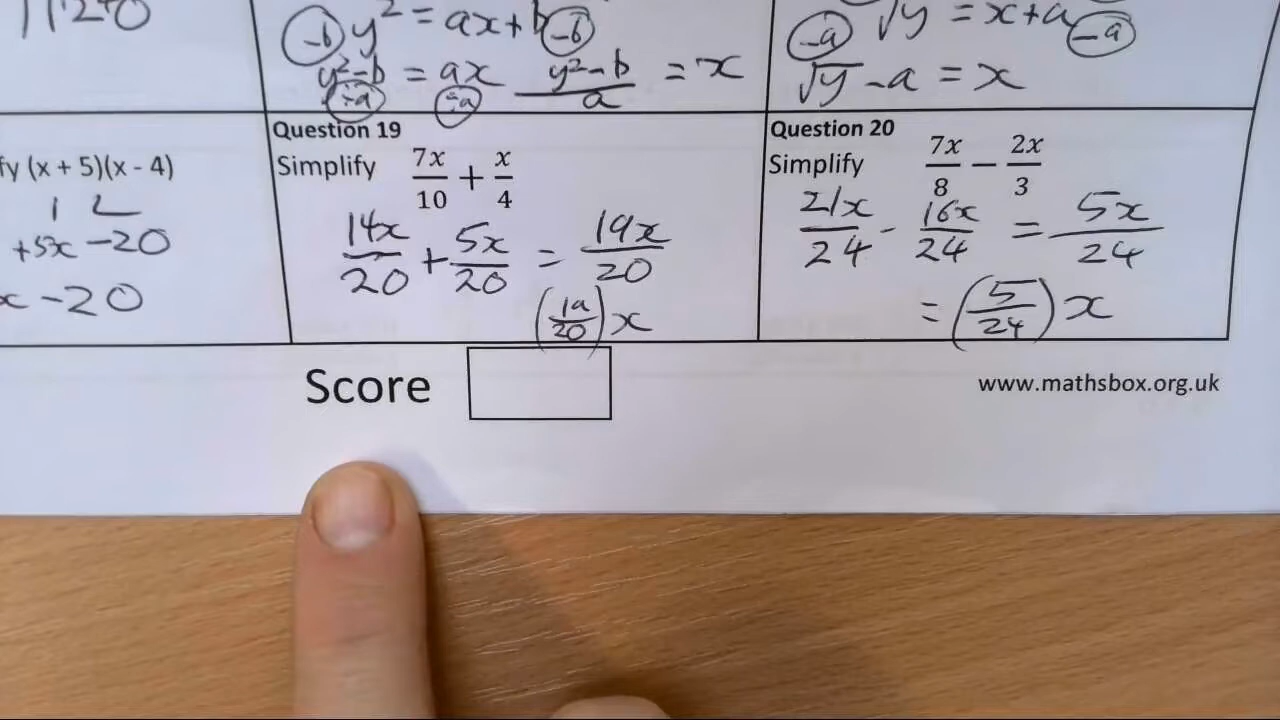 y² = ax + b
-b
-b
y²-b = ax
÷a
÷a
y²-b/a = x
-a
√y = x+a
-a
√y - a = x
fy (x + 5)(x - 4)
+5x -20
x -20
Question 19
Simplify 7x/10 + x/4
14x/20 + 5x/20 = 19x/20
(19/20)x
Question 20
Simplify 7x/8 − 2x/3
21x/24 - 16x/24 = 5x/24
= (5/24)x
Score
www.mathsbox.org.uk